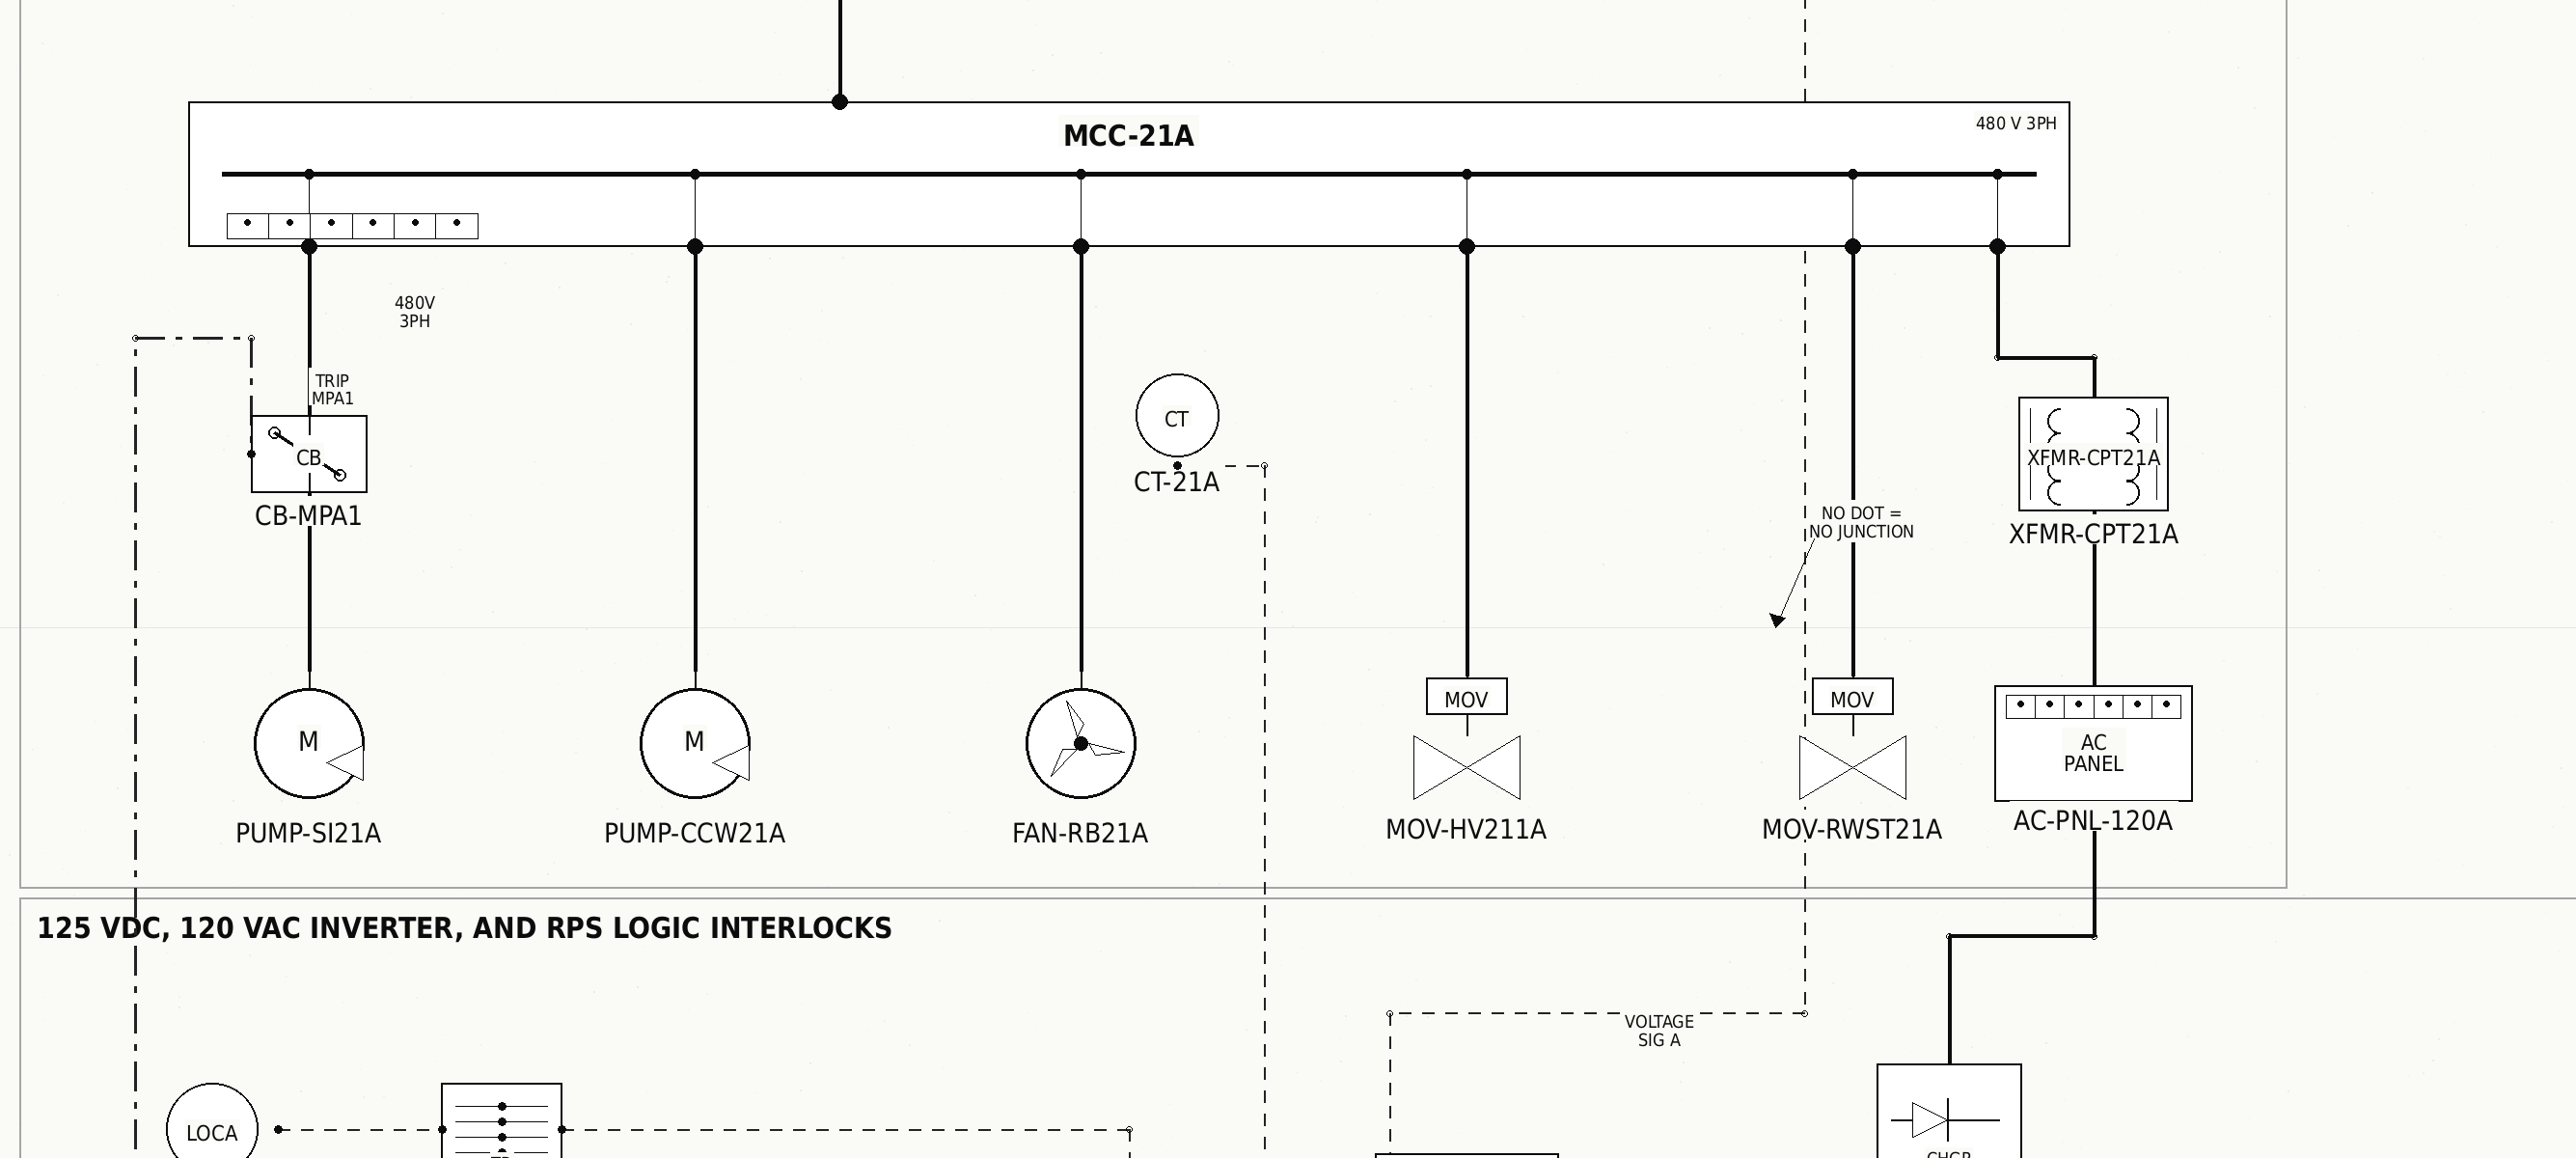 MCC-21A
480 V 3PH
480V
3PH
TRIP
MPA1
CB
CB-MPA1
CT
CT-21A
NO DOT =
NO JUNCTION
XFMR-CPT21A
XFMR-CPT21A
M
M
MOV
MOV
AC
PANEL
PUMP-SI21A
PUMP-CCW21A
FAN-RB21A
MOV-HV211A
MOV-RWST21A
AC-PNL-120A
125 VDC, 120 VAC INVERTER, AND RPS LOGIC INTERLOCKS
VOLTAGE
SIG A
LOCA